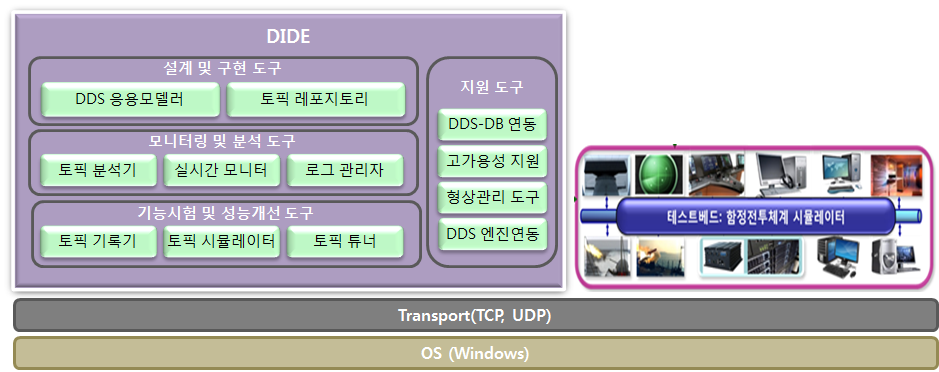 DIDE
설계 및 구현 도구
DDS 응용모델러
토픽 레포지토리
모니터링 및 분석 도구
토픽 분석기
실시간 모니터
로그 관리자
기능시험 및 성능개선 도구
토픽 기록기
토픽 시뮬레이터
토픽 튜너
지원 도구
DDS-DB 연동
고가용성 지원
형상관리 도구
DDS 엔진연동
테스트베드: 함정전투체계 시뮬레이터
Transport(TCP, UDP)
OS (Windows)